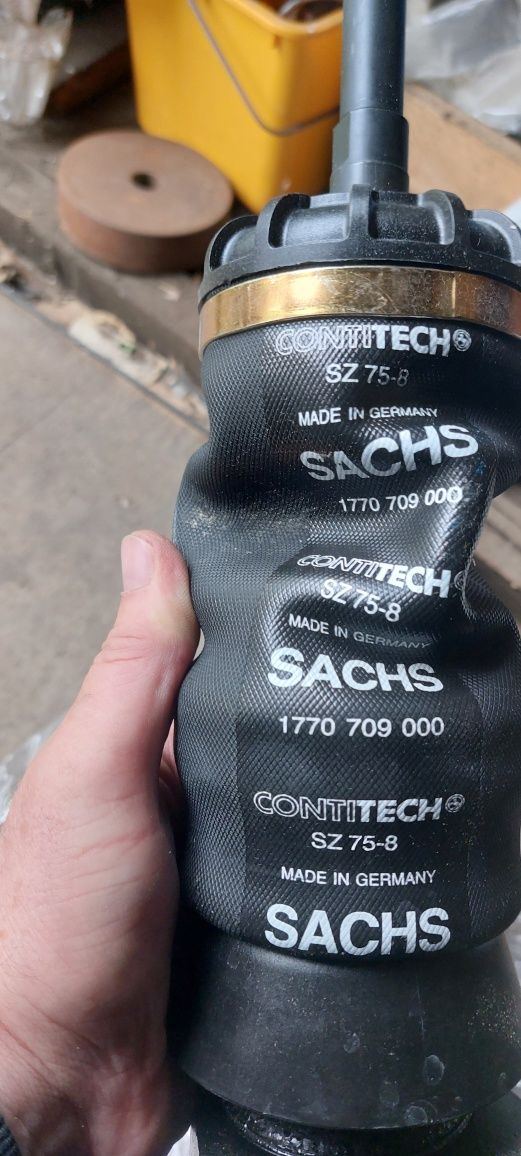 CONTITECH®
SZ 75-8
MADE IN GERMANY
SACHS
1770 709 000
CONTITECH
SZ 75-8
MADE IN GERMANY
SACHS
1770 709 000
CONTITECH®
SZ 75-8
MADE IN GERMANY
SACHS